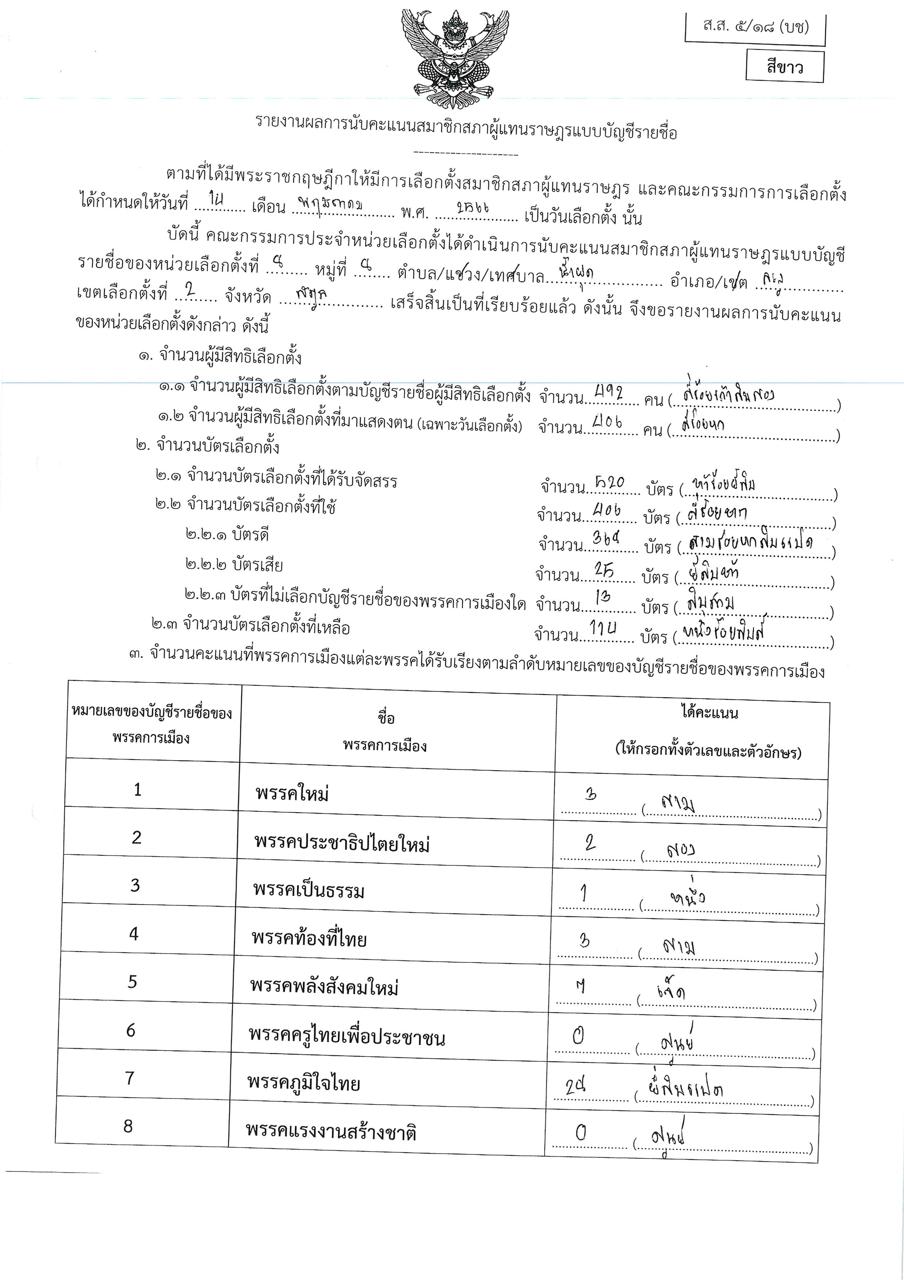 ส.ส. ๕/๑๘ (บช)
สีขาว
รายงานผลการนับคะแนนสมาชิกสภาผู้แทนราษฎรแบบบัญชีรายชื่อ
--------------------
ตามที่ได้มีพระราชกฤษฎีกาให้มีการเลือกตั้งสมาชิกสภาผู้แทนราษฎร และคณะกรรมการการเลือกตั้ง
ได้กำหนดให้วันที่ 14 เดือน พฤษภาคม พ.ศ. 2566 เป็นวันเลือกตั้ง นั้น
บัดนี้ คณะกรรมการประจำหน่วยเลือกตั้งได้ดำเนินการนับคะแนนสมาชิกสภาผู้แทนราษฎรแบบบัญชี
รายชื่อของหน่วยเลือกตั้งที่ 8 หมู่ที่ 8 ตำบล/แขวง/เทศบาล น้ำผุด อำเภอ/เขต ละงู
เขตเลือกตั้งที่ 2 จังหวัด สตูล เสร็จสิ้นเป็นที่เรียบร้อยแล้ว ดังนั้น จึงขอรายงานผลการนับคะแนน
ของหน่วยเลือกตั้งดังกล่าว ดังนี้
๑. จำนวนผู้มีสิทธิเลือกตั้ง
๑.๑ จำนวนผู้มีสิทธิเลือกตั้งตามบัญชีรายชื่อผู้มีสิทธิเลือกตั้ง จำนวน 492 คน (สี่ร้อยเก้าสิบสอง)
๑.๒ จำนวนผู้มีสิทธิเลือกตั้งที่มาแสดงตน (เฉพาะวันเลือกตั้ง) จำนวน 406 คน (สี่ร้อยหก)
๒. จำนวนบัตรเลือกตั้ง
๒.๑ จำนวนบัตรเลือกตั้งที่ได้รับจัดสรร จำนวน 520 บัตร (ห้าร้อยยี่สิบ)
๒.๒ จำนวนบัตรเลือกตั้งที่ใช้ จำนวน 406 บัตร (สี่ร้อยหก)
๒.๒.๑ บัตรดี จำนวน 368 บัตร (สามร้อยหกสิบแปด)
๒.๒.๒ บัตรเสีย จำนวน 25 บัตร (ยี่สิบห้า)
๒.๒.๓ บัตรที่ไม่เลือกบัญชีรายชื่อของพรรคการเมืองใด จำนวน 13 บัตร (สิบสาม)
๒.๓ จำนวนบัตรเลือกตั้งที่เหลือ จำนวน 114 บัตร (หนึ่งร้อยสิบสี่)
๓. จำนวนคะแนนที่พรรคการเมืองแต่ละพรรคได้รับเรียงตามลำดับหมายเลขของบัญชีรายชื่อของพรรคการเมือง
หมายเลขของบัญชีรายชื่อของพรรคการเมือง ชื่อพรรคการเมือง ได้คะแนน (ให้กรอกทั้งตัวเลขและตัวอักษร)
1 พรรคใหม่ 3 (สาม)
2 พรรคประชาธิปไตยใหม่ 2 (สอง)
3 พรรคเป็นธรรม 1 (หนึ่ง)
4 พรรคท้องที่ไทย 3 (สาม)
5 พรรคพลังสังคมใหม่ 7 (เจ็ด)
6 พรรคครูไทยเพื่อประชาชน 0 (ศูนย์)
7 พรรคภูมิใจไทย 28 (ยี่สิบแปด)
8 พรรคแรงงานสร้างชาติ 0 (ศูนย์)